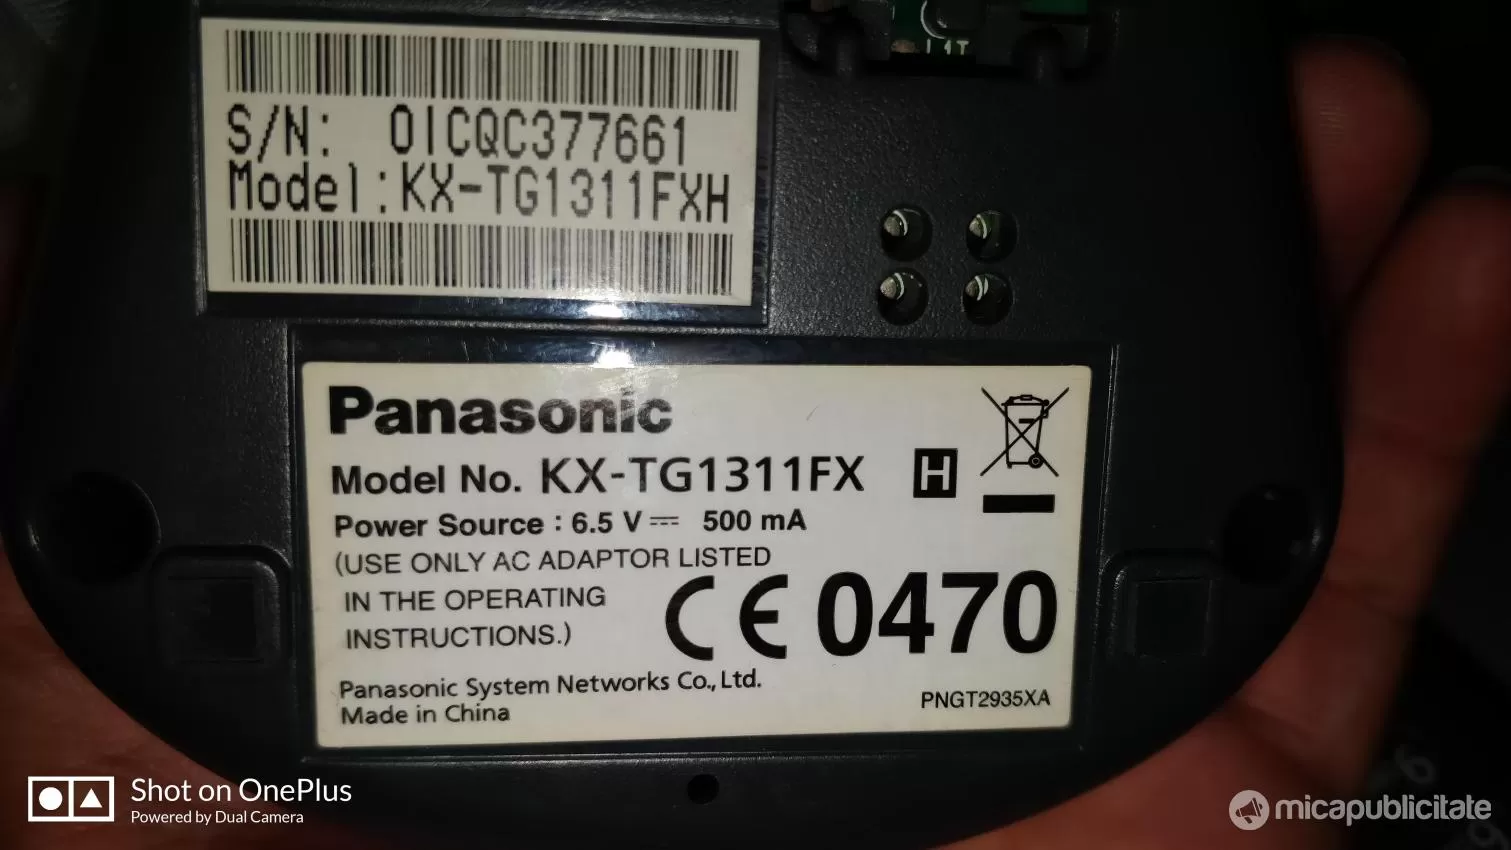 L1T
S/N: 0ICQC377661
Model:KX-TG1311FXH
Panasonic
Model No. KX-TG1311FX H
Power Source : 6.5 V 500 mA
(USE ONLY AC ADAPTOR LISTED
IN THE OPERATING
INSTRUCTIONS.)
CE 0470
Panasonic System Networks Co., Ltd.
Made in China
PNGT2935XA
Shot on OnePlus
Powered by Dual Camera
micapublicitate